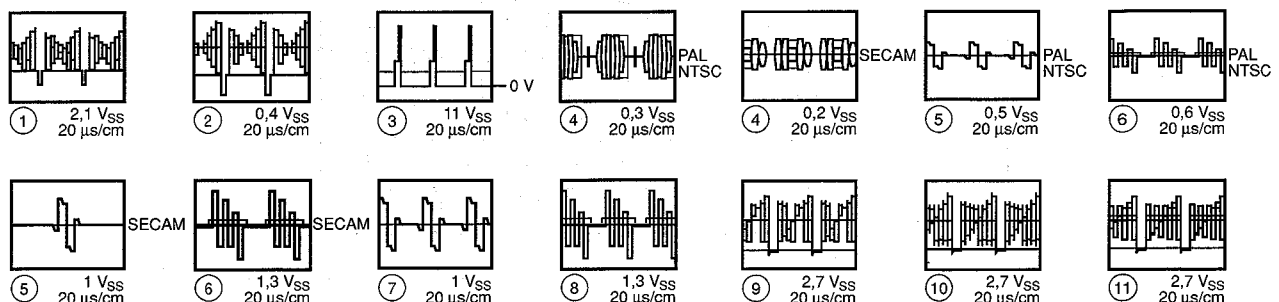 0 V
PAL
NTSC
SECAM
PAL
NTSC
PAL
NTSC
1 2,1 VSS
20 µs/cm
2 0,4 VSS
20 µs/cm
3 11 VSS
20 µs/cm
4 0,3 VSS
20 µs/cm
4 0,2 VSS
20 µs/cm
5 0,5 VSS
20 µs/cm
6 0,6 VSS
20 µs/cm
SECAM
SECAM
5 1 VSS
20 µs/cm
6 1,3 VSS
20 µs/cm
7 1 VSS
20 µs/cm
8 1,3 VSS
20 µs/cm
9 2,7 VSS
20 µs/cm
10 2,7 VSS
20 µs/cm
11 2,7 VSS
20 µs/cm